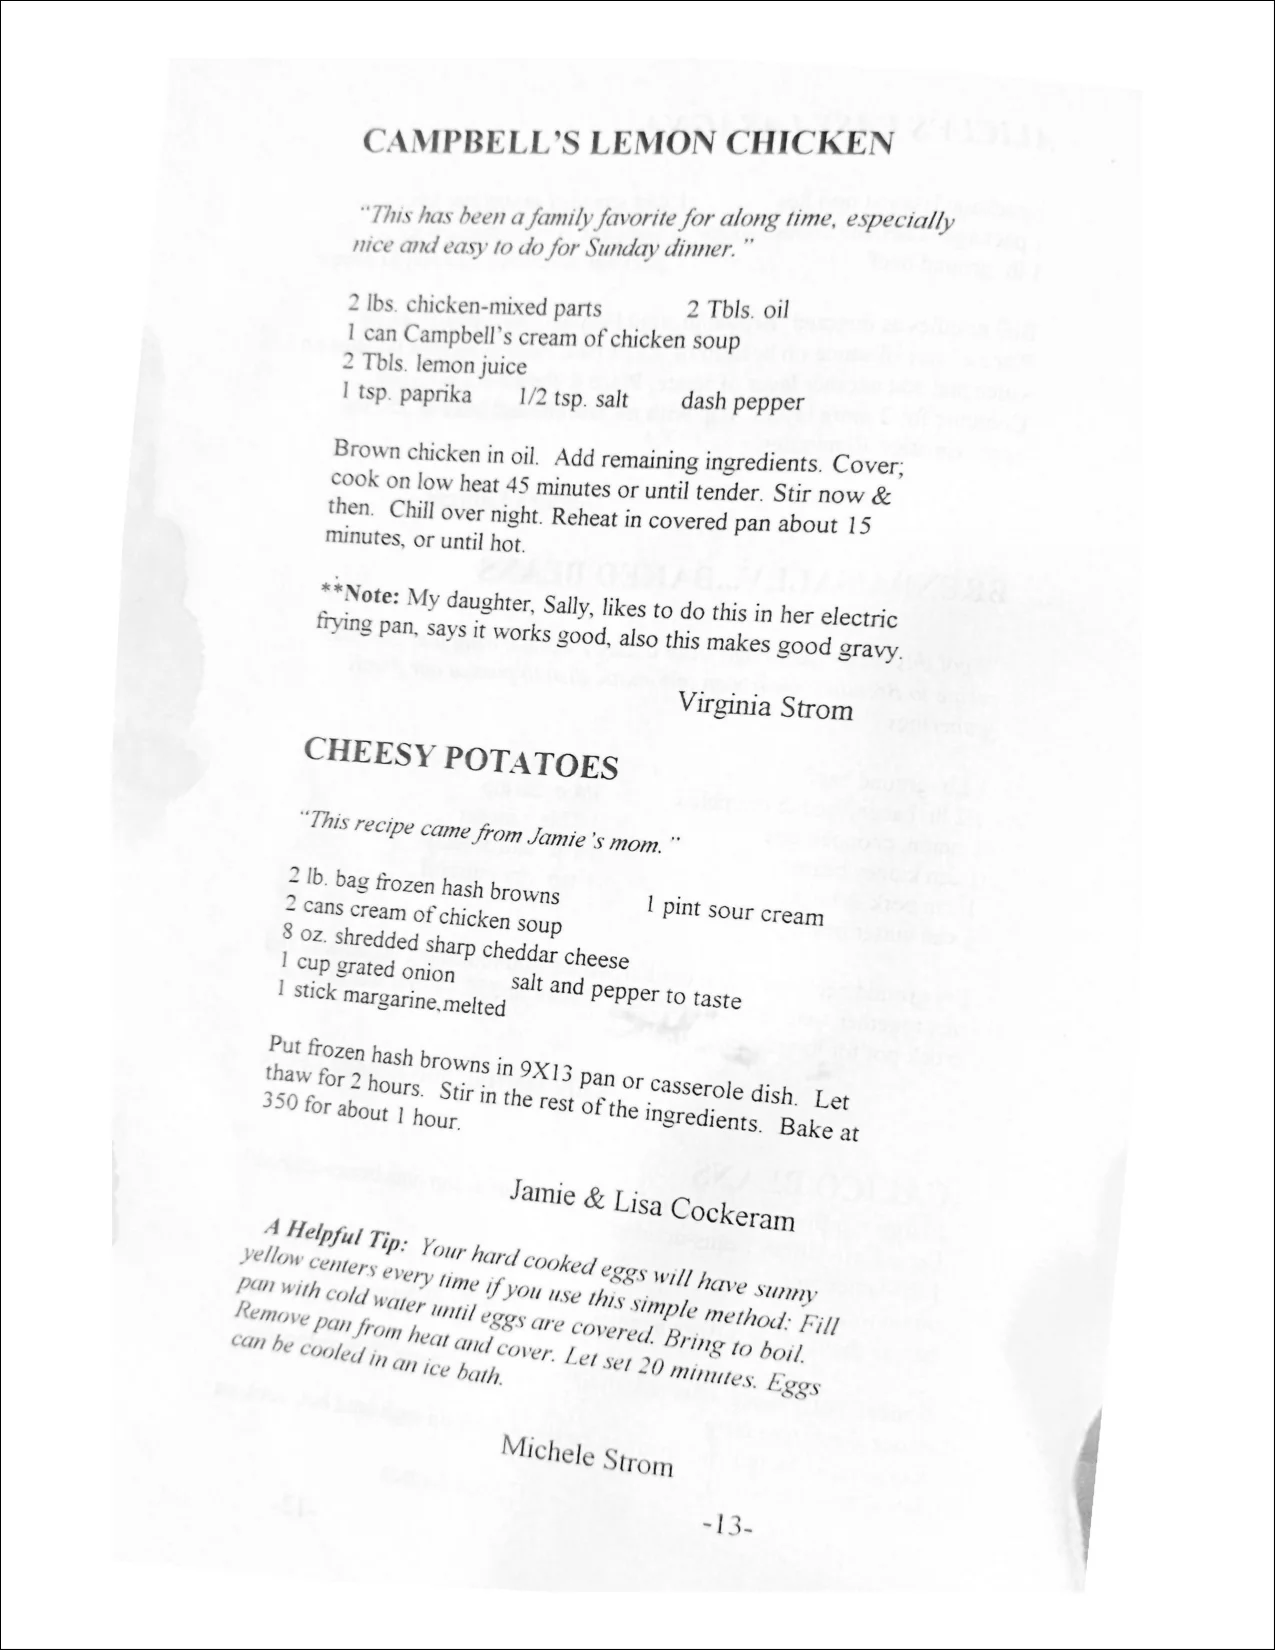 CAMPBELL'S LEMON CHICKEN
"This has been a family favorite for along time, especially
nice and easy to do for Sunday dinner. "
2 lbs. chicken-mixed parts 2 Tbls. oil
1 can Campbell's cream of chicken soup
2 Tbls. lemon juice
1 tsp. paprika 1/2 tsp. salt dash pepper
Brown chicken in oil. Add remaining ingredients. Cover;
cook on low heat 45 minutes or until tender. Stir now &
then. Chill over night. Reheat in covered pan about 15
minutes, or until hot.
**Note: My daughter, Sally, likes to do this in her electric
frying pan, says it works good, also this makes good gravy.
Virginia Strom
CHEESY POTATOES
"This recipe came from Jamie's mom. "
2 lb. bag frozen hash browns 1 pint sour cream
2 cans cream of chicken soup
8 oz. shredded sharp cheddar cheese
1 cup grated onion salt and pepper to taste
1 stick margarine,melted
Put frozen hash browns in 9X13 pan or casserole dish. Let
thaw for 2 hours. Stir in the rest of the ingredients. Bake at
350 for about 1 hour.
Jamie & Lisa Cockeram
A Helpful Tip: Your hard cooked eggs will have sunny
yellow centers every time if you use this simple method: Fill
pan with cold water until eggs are covered. Bring to boil.
Remove pan from heat and cover. Let set 20 minutes. Eggs
can be cooled in an ice bath.
Michele Strom
-13-